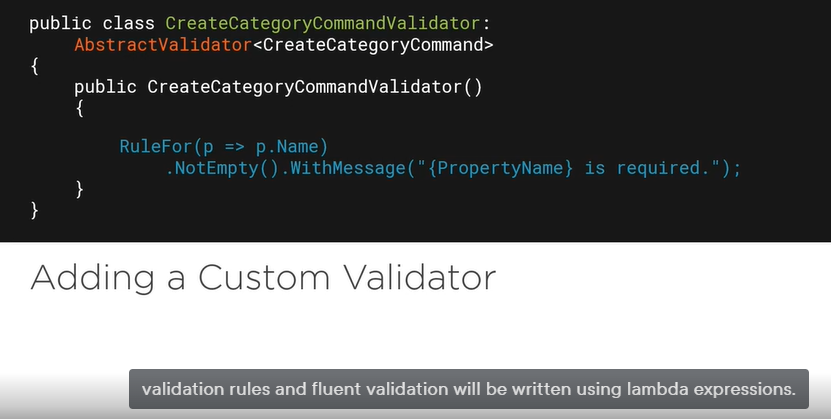 public class CreateCategoryCommandValidator:
AbstractValidator<CreateCategoryCommand>
{
public CreateCategoryCommandValidator()
{
RuleFor(p => p.Name)
.NotEmpty().WithMessage("{PropertyName} is required.");
}
}
Adding a Custom Validator
validation rules and fluent validation will be written using lambda expressions.